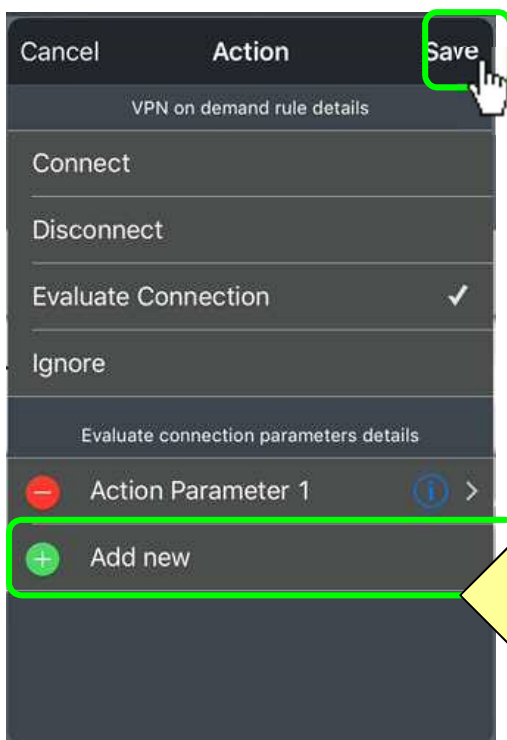 Cancel Action Save
VPN on demand rule details
Connect
Disconnect
Evaluate Connection
Ignore
Evaluate connection parameters details
Action Parameter 1
Add new